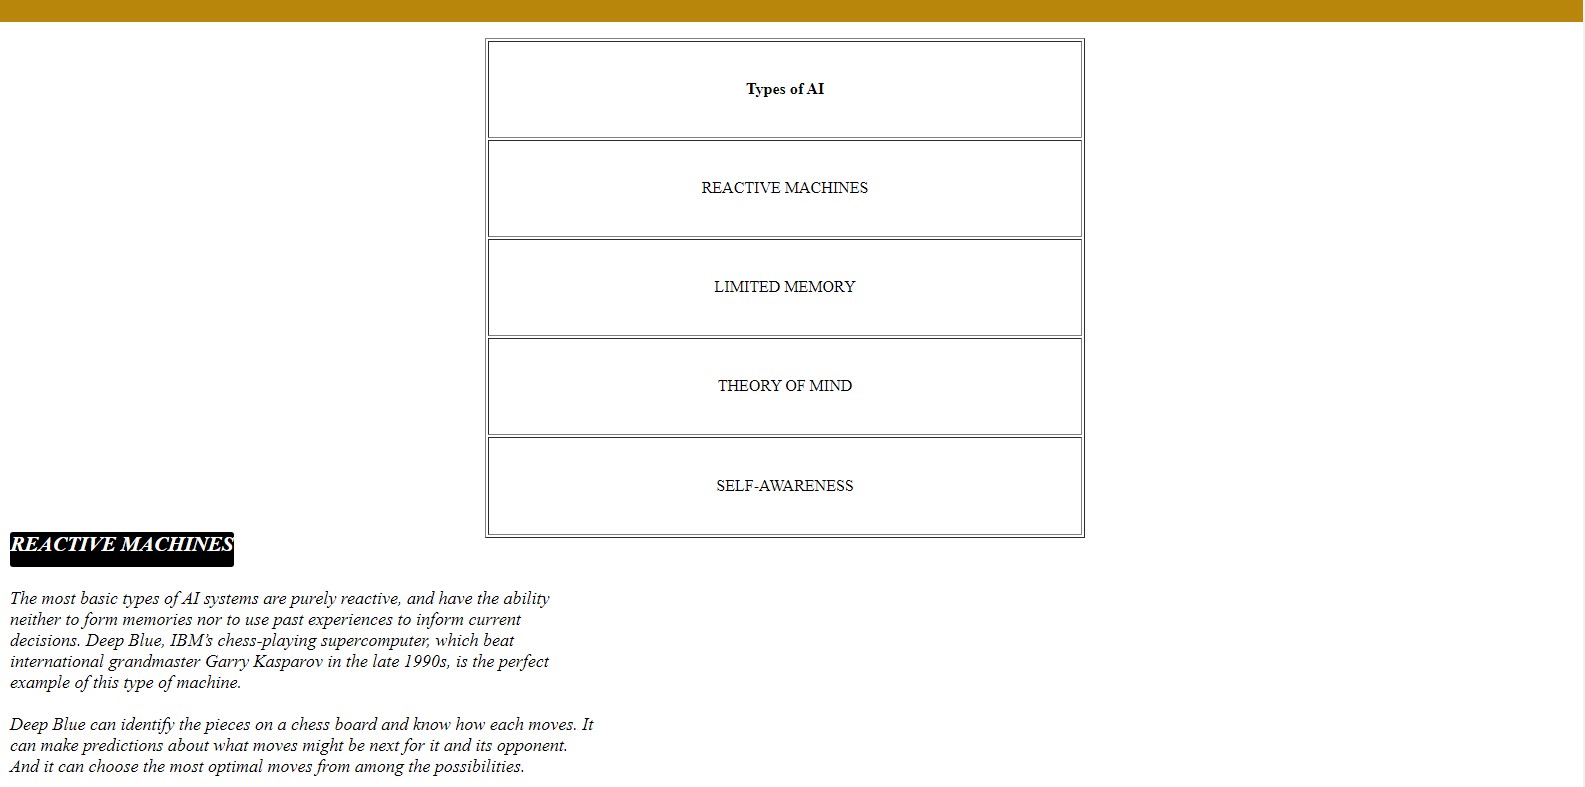 Types of AI
REACTIVE MACHINES
LIMITED MEMORY
THEORY OF MIND
SELF-AWARENESS
REACTIVE MACHINES
The most basic types of AI systems are purely reactive, and have the ability
neither to form memories nor to use past experiences to inform current
decisions. Deep Blue, IBM’s chess-playing supercomputer, which beat
international grandmaster Garry Kasparov in the late 1990s, is the perfect
example of this type of machine.
Deep Blue can identify the pieces on a chess board and know how each moves. It
can make predictions about what moves might be next for it and its opponent.
And it can choose the most optimal moves from among the possibilities.